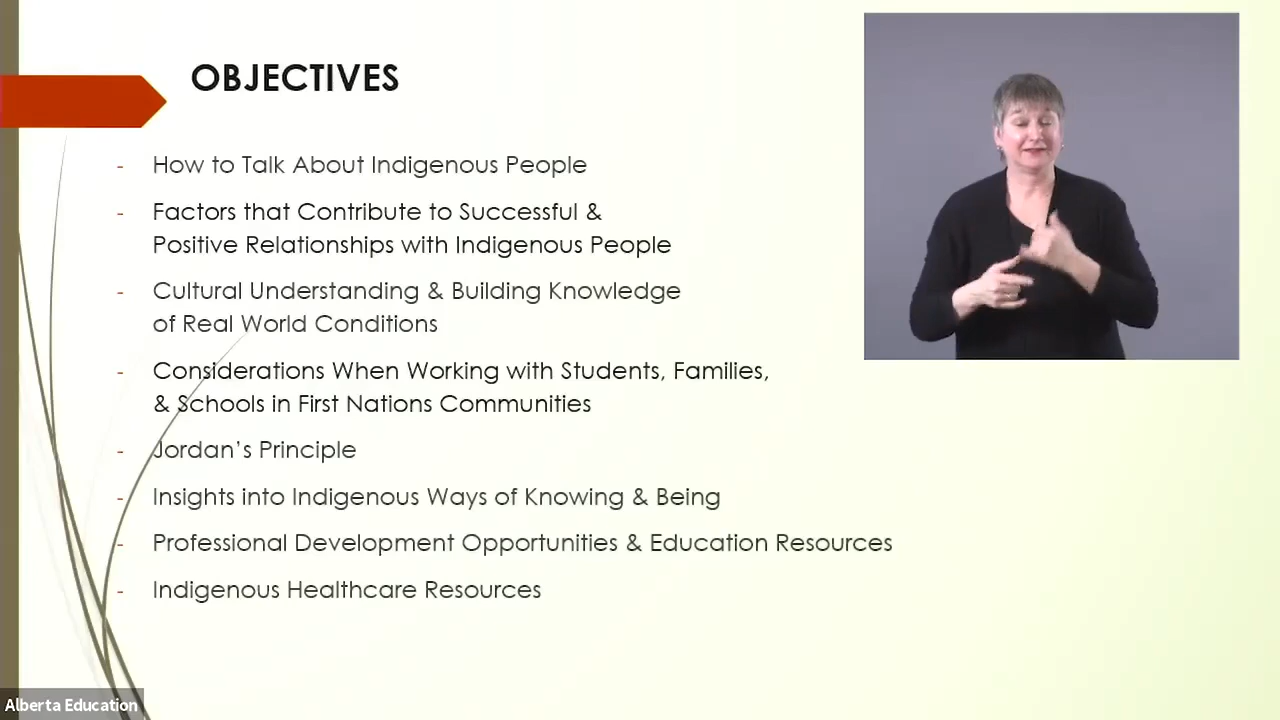 OBJECTIVES
- How to Talk About Indigenous People
- Factors that Contribute to Successful &
Positive Relationships with Indigenous People
- Cultural Understanding & Building Knowledge
of Real World Conditions
- Considerations When Working with Students, Families,
& Schools in First Nations Communities
- Jordan’s Principle
- Insights into Indigenous Ways of Knowing & Being
- Professional Development Opportunities & Education Resources
- Indigenous Healthcare Resources
Alberta Education